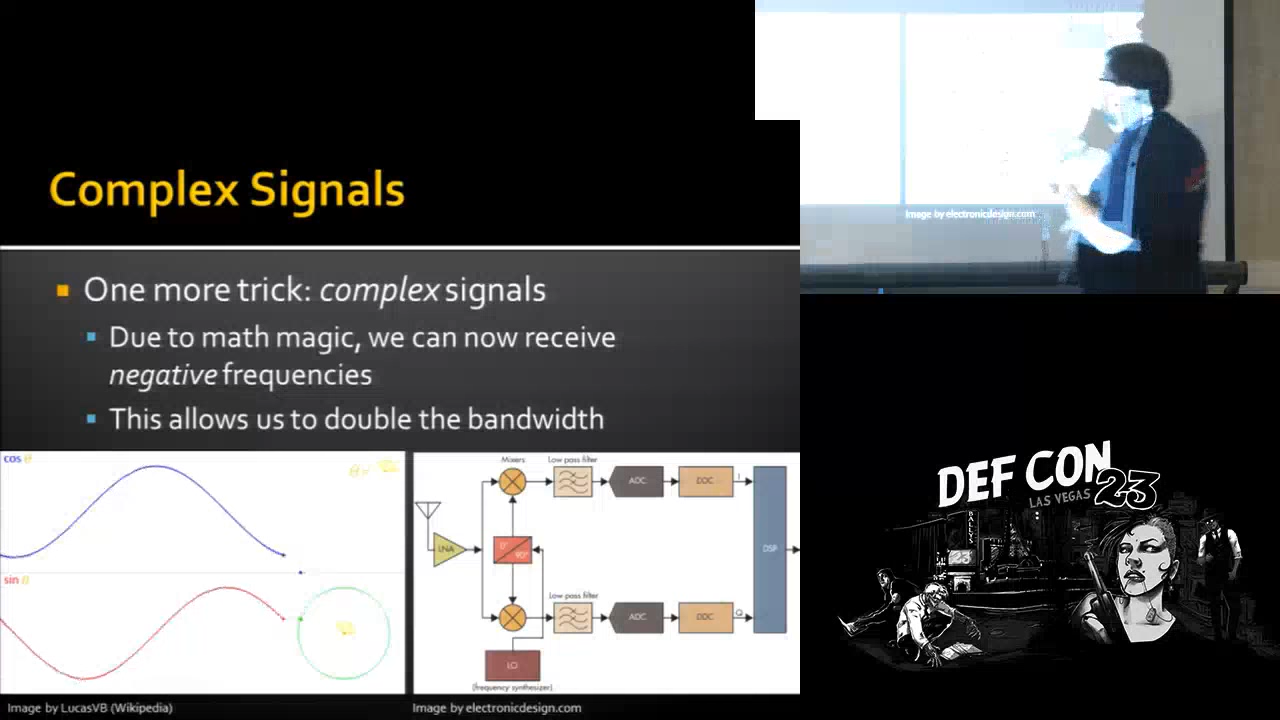 Complex Signals
One more trick: complex signals
Due to math magic, we can now receive
negative frequencies
This allows us to double the bandwidth
cos θ
θ =
sin θ
Mixers
Low pass filter
ADC
DDC
I
LNA
0°
90°
DSP
Low pass filter
ADC
DDC
Q
LO
(frequency synthesizer)
Image by LucasVB (Wikipedia)
Image by electronicdesign.com
Image by electronicdesign.com
DEF CON
LAS VEGAS 23
BALLY'S
23